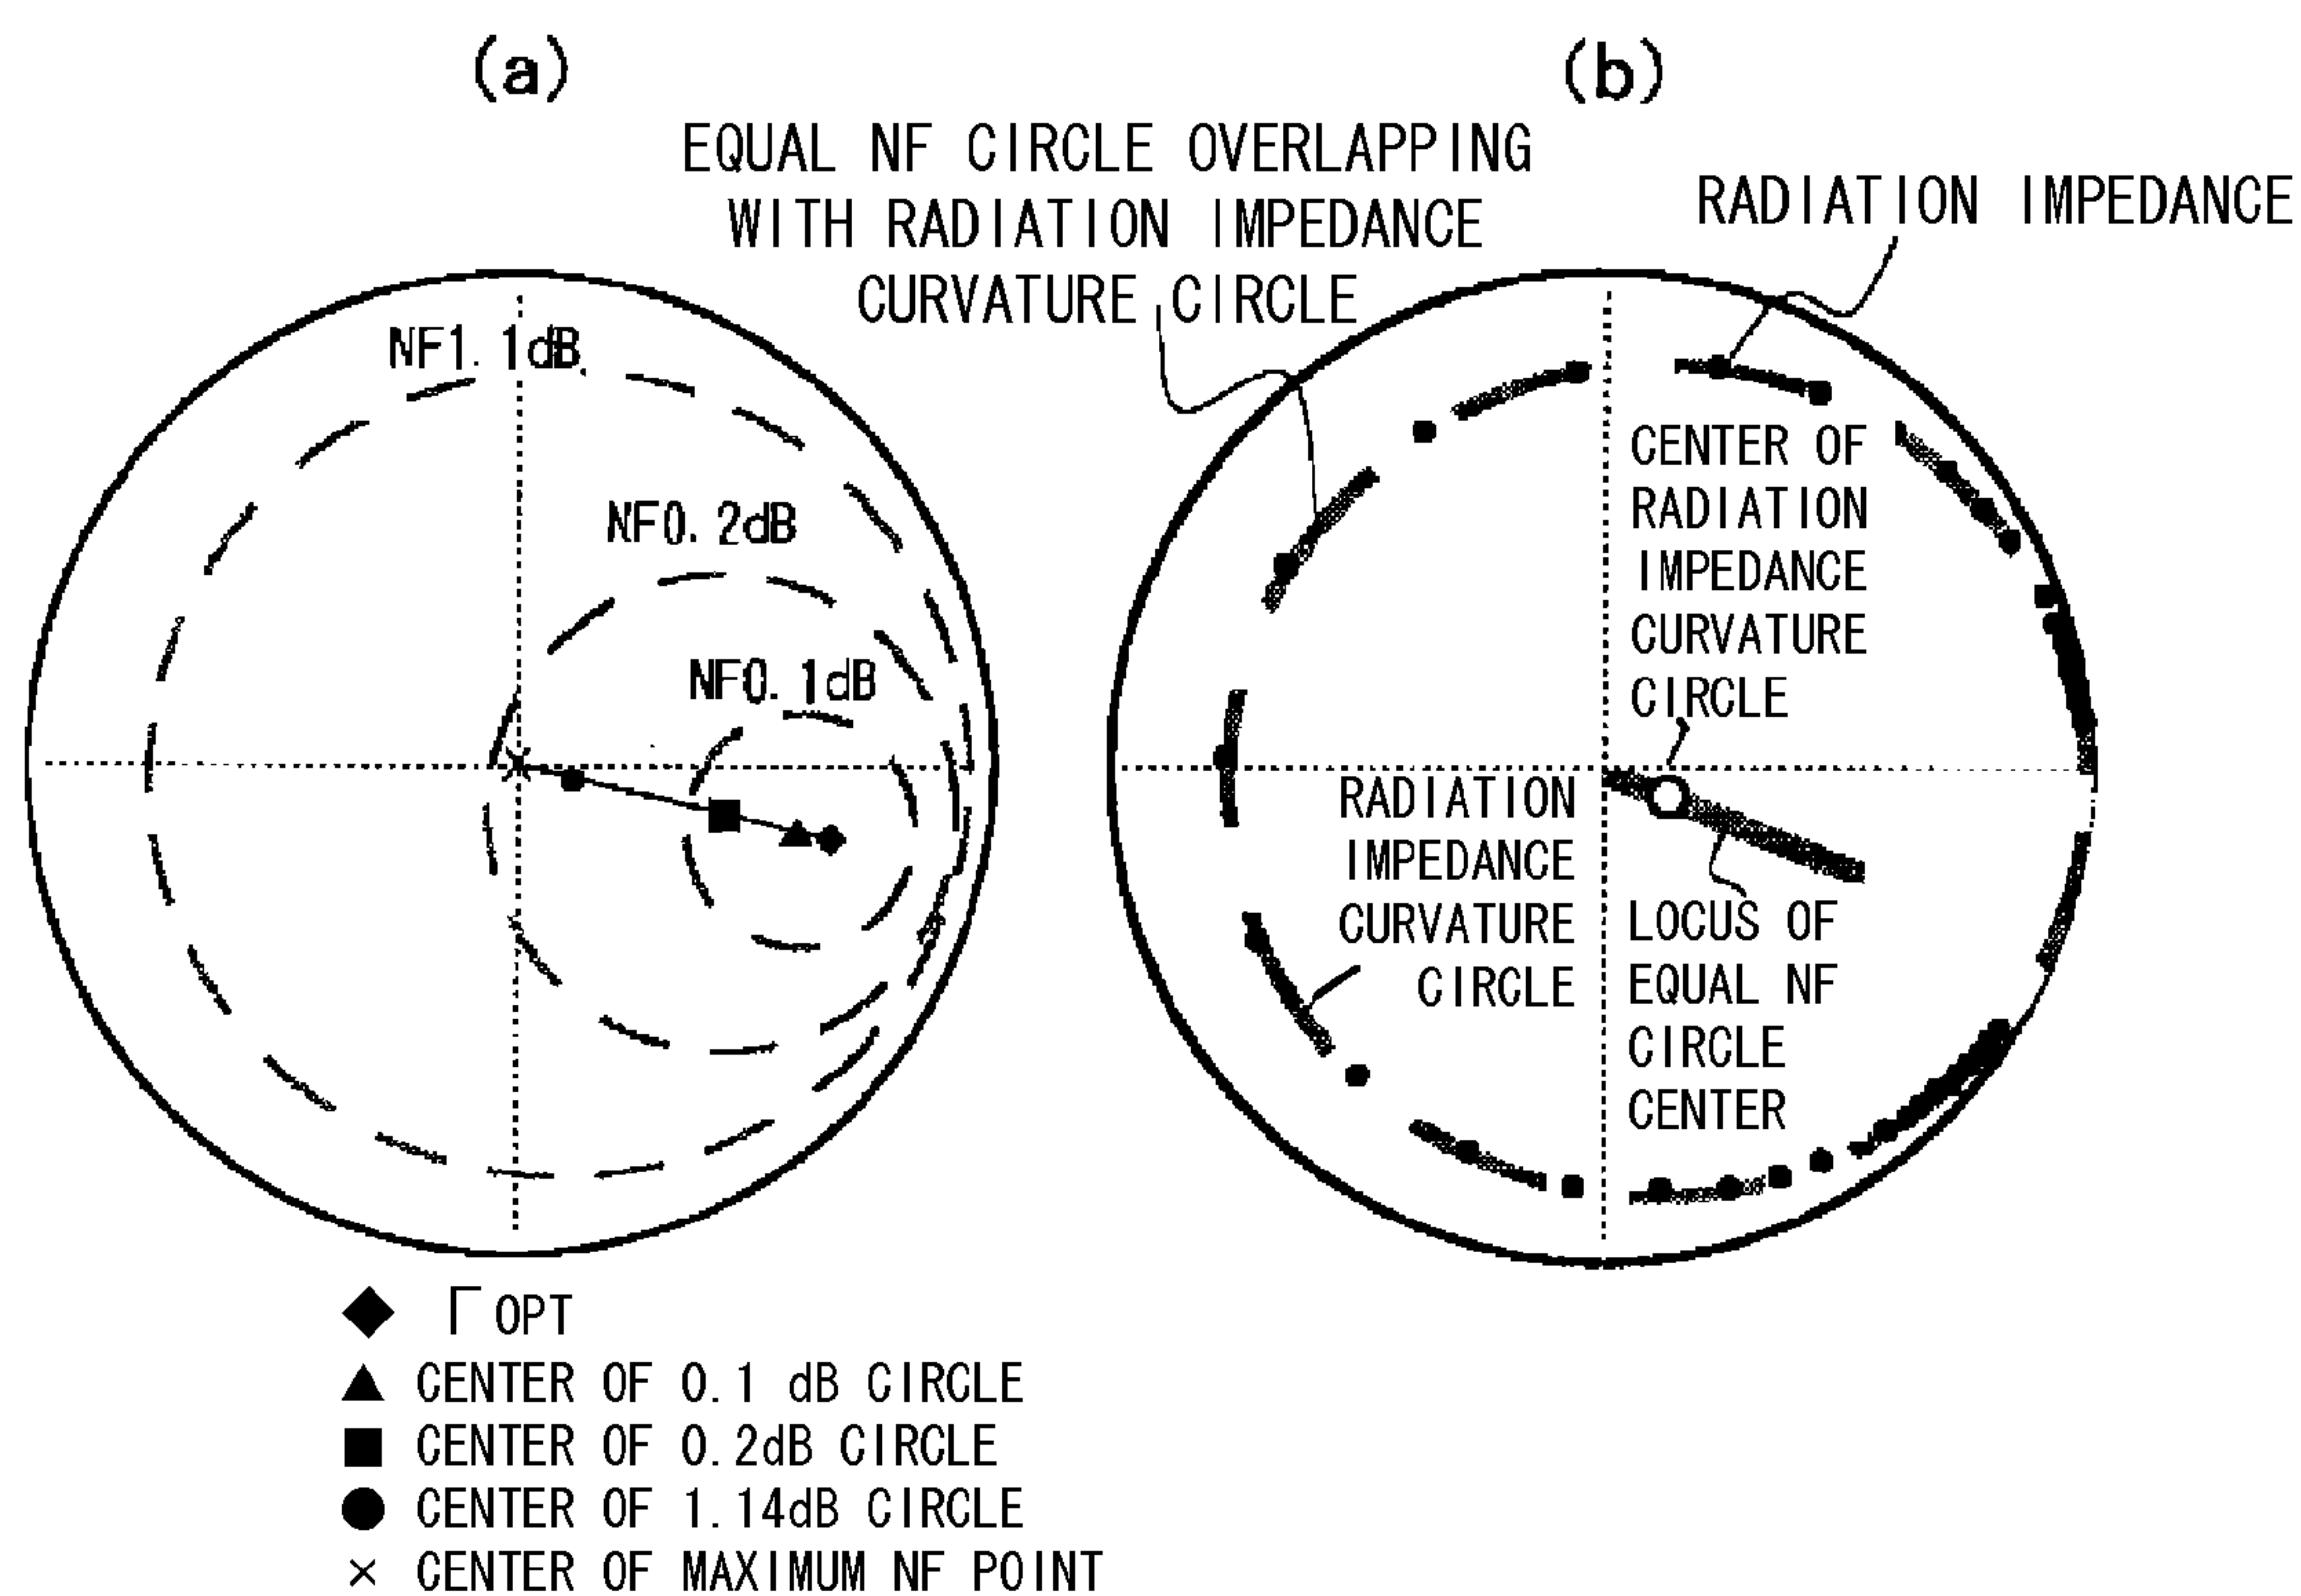 (a)
(b)
EQUAL NF CIRCLE OVERLAPPING
WITH RADIATION IMPEDANCE
CURVATURE CIRCLE
RADIATION IMPEDANCE
NF1.1dB
NF0.2dB
NF0.1dB
CENTER OF
RADIATION
IMPEDANCE
CURVATURE
CIRCLE
RADIATION
IMPEDANCE
CURVATURE
CIRCLE
LOCUS OF
EQUAL NF
CIRCLE
CENTER
◆ ΓOPT
▲ CENTER OF 0.1 dB CIRCLE
■ CENTER OF 0.2dB CIRCLE
● CENTER OF 1.14dB CIRCLE
× CENTER OF MAXIMUM NF POINT